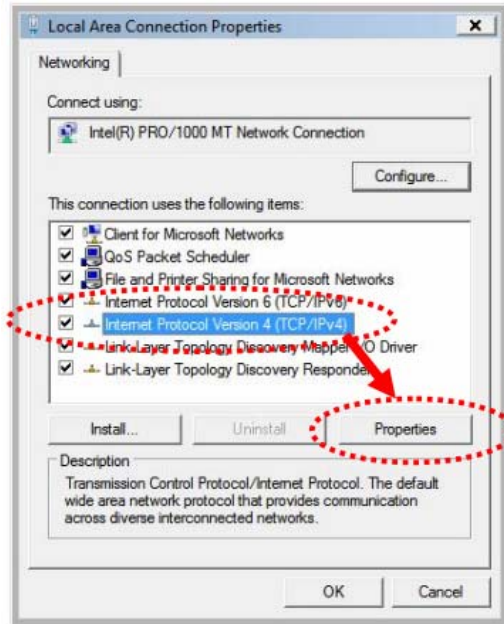 Local Area Connection Properties
Networking
Connect using:
Intel(R) PRO/1000 MT Network Connection
Configure...
This connection uses the following items:
Client for Microsoft Networks
QoS Packet Scheduler
File and Printer Sharing for Microsoft Networks
Internet Protocol Version 6 (TCP/IPv6)
Internet Protocol Version 4 (TCP/IPv4)
Link-Layer Topology Discovery Mapper I/O Driver
Link-Layer Topology Discovery Responder
Install...
Uninstall
Properties
Description
Transmission Control Protocol/Internet Protocol. The default
wide area network protocol that provides communication
across diverse interconnected networks.
OK
Cancel